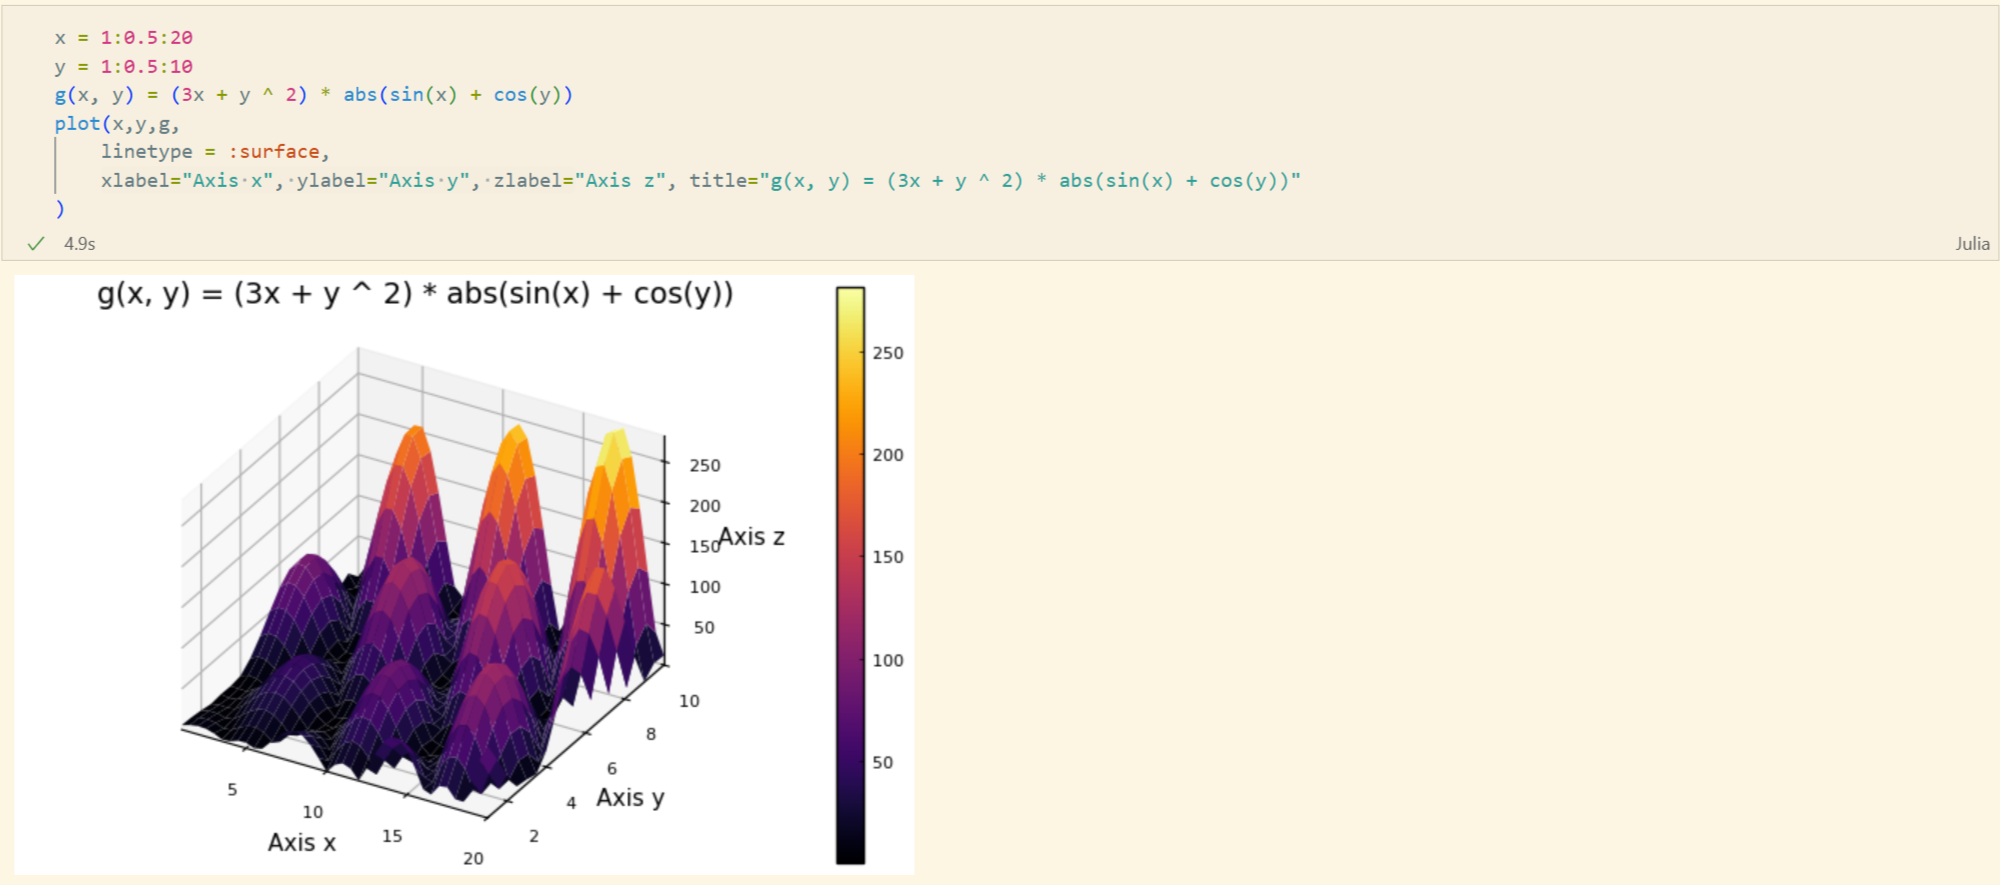 x = 1:0.5:20
y = 1:0.5:10
g(x, y) = (3x + y ^ 2) * abs(sin(x) + cos(y))
plot(x,y,g,
linetype = :surface,
xlabel="Axis·x",·ylabel="Axis·y",·zlabel="Axis z", title="g(x, y) = (3x + y ^ 2) * abs(sin(x) + cos(y))"
)
4.9s
Julia
g(x, y) = (3x + y ^ 2) * abs(sin(x) + cos(y))
250
200
150
100
50
Axis z
10
8
6
4
2
Axis y
5
10
15
20
Axis x
250
200
150
100
50